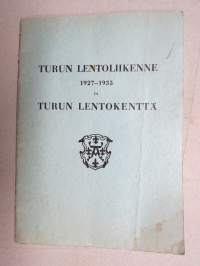 TURUN LENTOLIIKENNE
1927–1935
ja
TURUN LENTOKENTTÄ